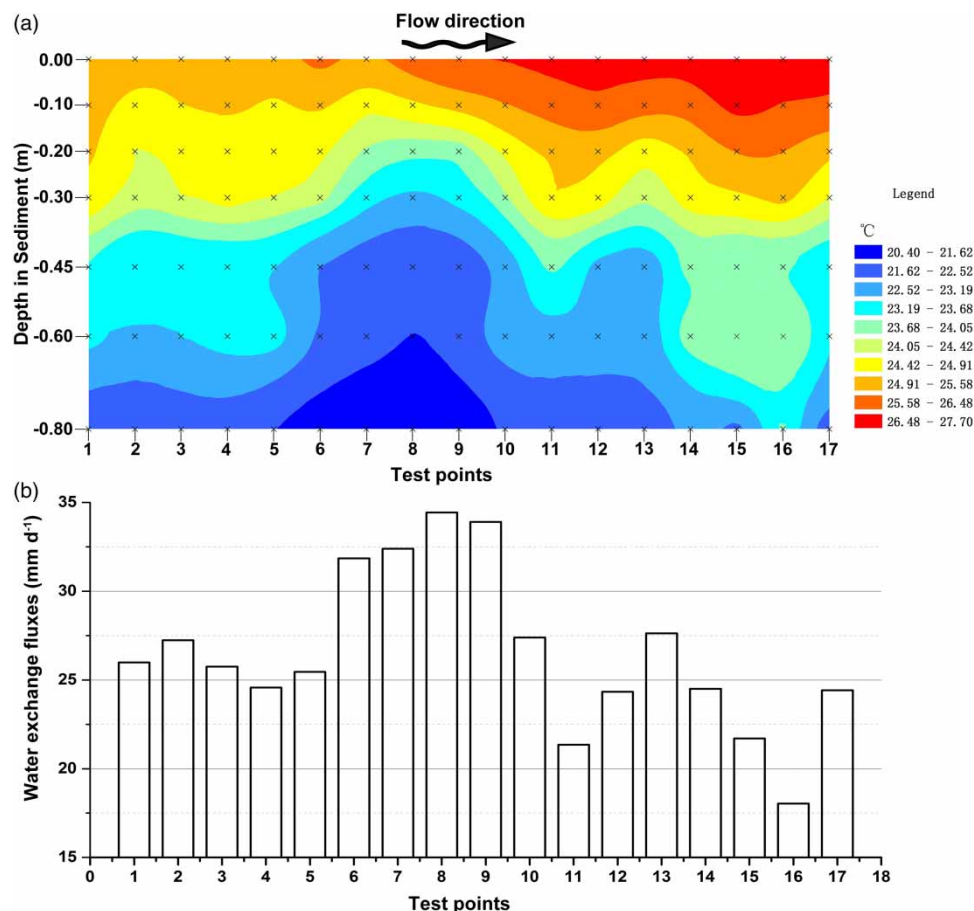 (a)
Flow direction
0.00
-0.10
-0.20
-0.30
-0.45
-0.60
-0.80
Depth in Sediment (m)
1 2 3 4 5 6 7 8 9 10 11 12 13 14 15 16 17
Test points
Legend
℃
20.40 - 21.62
21.62 - 22.52
22.52 - 23.19
23.19 - 23.68
23.68 - 24.05
24.05 - 24.42
24.42 - 24.91
24.91 - 25.58
25.58 - 26.48
26.48 - 27.70
(b)
35
30
25
20
15
Water exchange fluxes (mm d⁻¹)
0 1 2 3 4 5 6 7 8 9 10 11 12 13 14 15 16 17 18
Test points